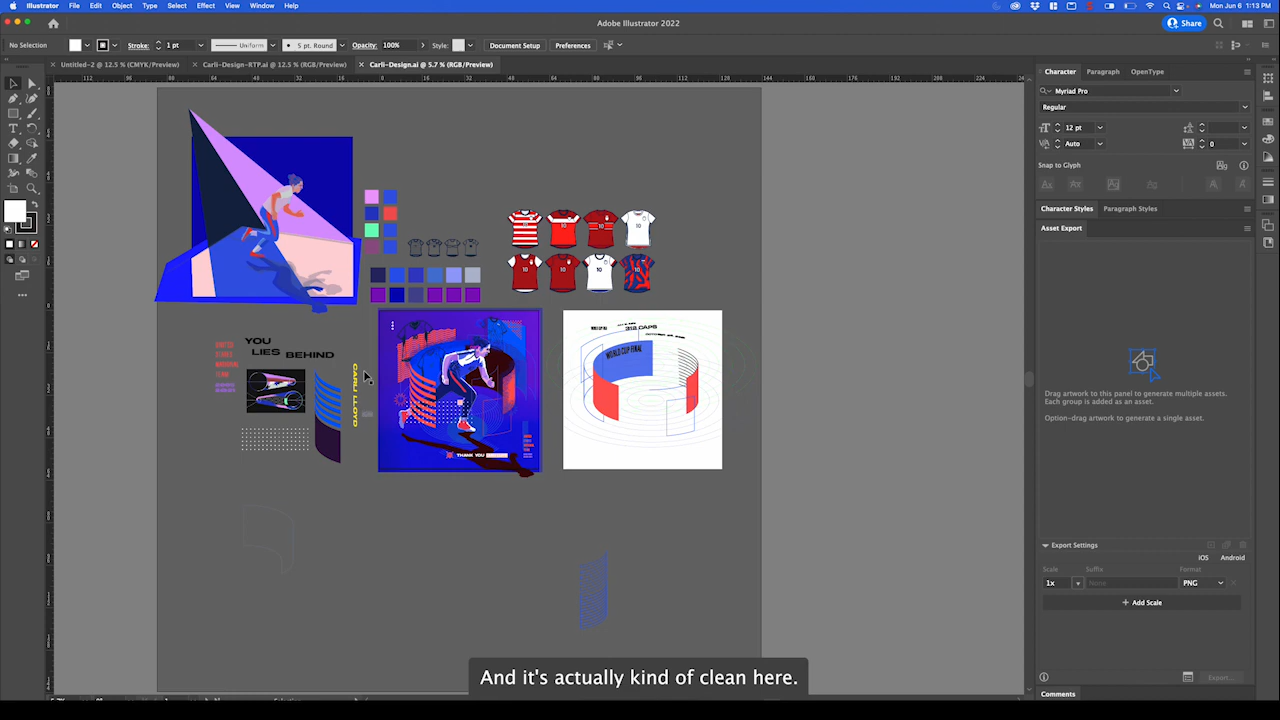 Illustrator File Edit Object Type Select Effect View Window Help
Mon Jun 6 1:13 PM
Adobe Illustrator 2022
Share
No Selection
Stroke: 1 pt
Uniform
5 pt. Round
Opacity: 100%
Style:
Document Setup
Preferences
Untitled-2 @ 12.5 % (CMYK/Preview)
Carli-Design-RTP.ai @ 12.5 % (RGB/Preview)
Carli-Design.ai @ 5.7 % (RGB/Preview)
Character Paragraph OpenType
Myriad Pro
Regular
12 pt
Auto
0
Snap to Glyph
Character Styles Paragraph Styles
Asset Export
YOU
LIES BEHIND
CARLI LLOYD
THANK YOU
312 CAPS
WORLD CUP FINAL
Drag artwork to this panel to generate multiple assets.
Each group is added as an asset.
Option-drag artwork to generate a single asset.
Export Settings
iOS Android
Scale Suffix Format
1x None PNG
+ Add Scale
Export...
Comments
And it's actually kind of clean here.